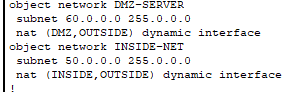 object network DMZ-SERVER
subnet 60.0.0.0 255.0.0.0
nat (DMZ,OUTSIDE) dynamic interface
object network INSIDE-NET
subnet 50.0.0.0 255.0.0.0
nat (INSIDE,OUTSIDE) dynamic interface
!